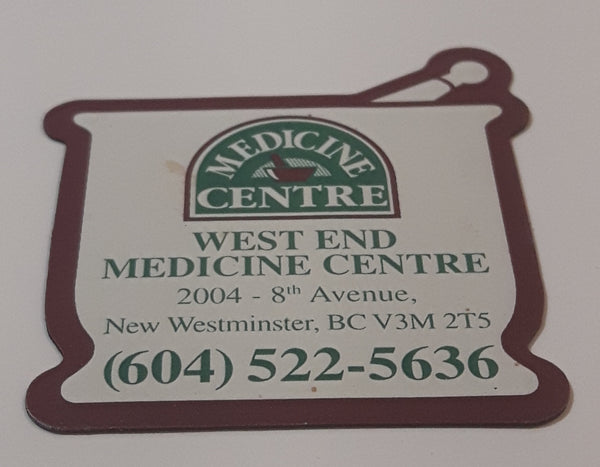 MEDICINE
CENTRE
WEST END
MEDICINE CENTRE
2004 - 8th Avenue,
New Westminster, BC V3M 2T5
(604) 522-5636